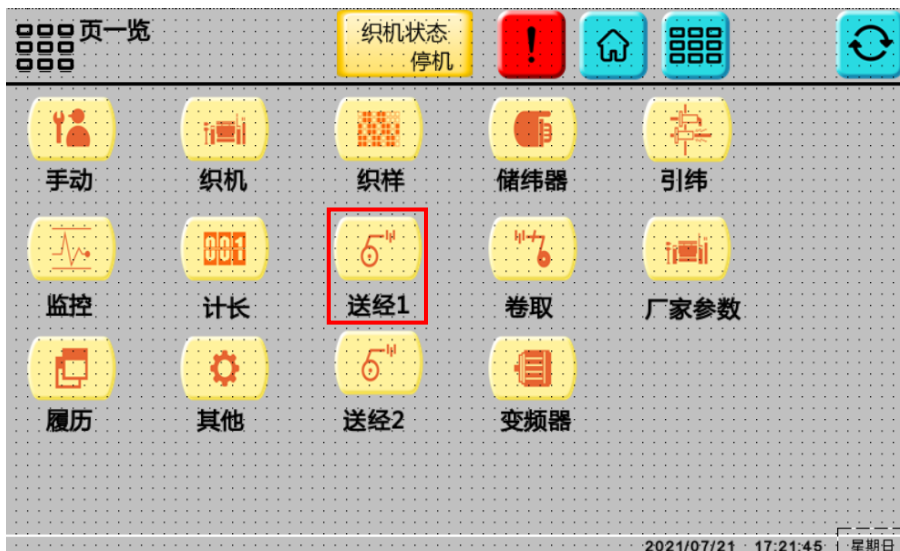 页一览
织机状态
停机
!
手动 织机 织样 储纬器 引纬
001
监控 计长 送经1 卷取 厂家参数
履历 其他 送经2 变频器
2021/07/21 17:21:45 星期日